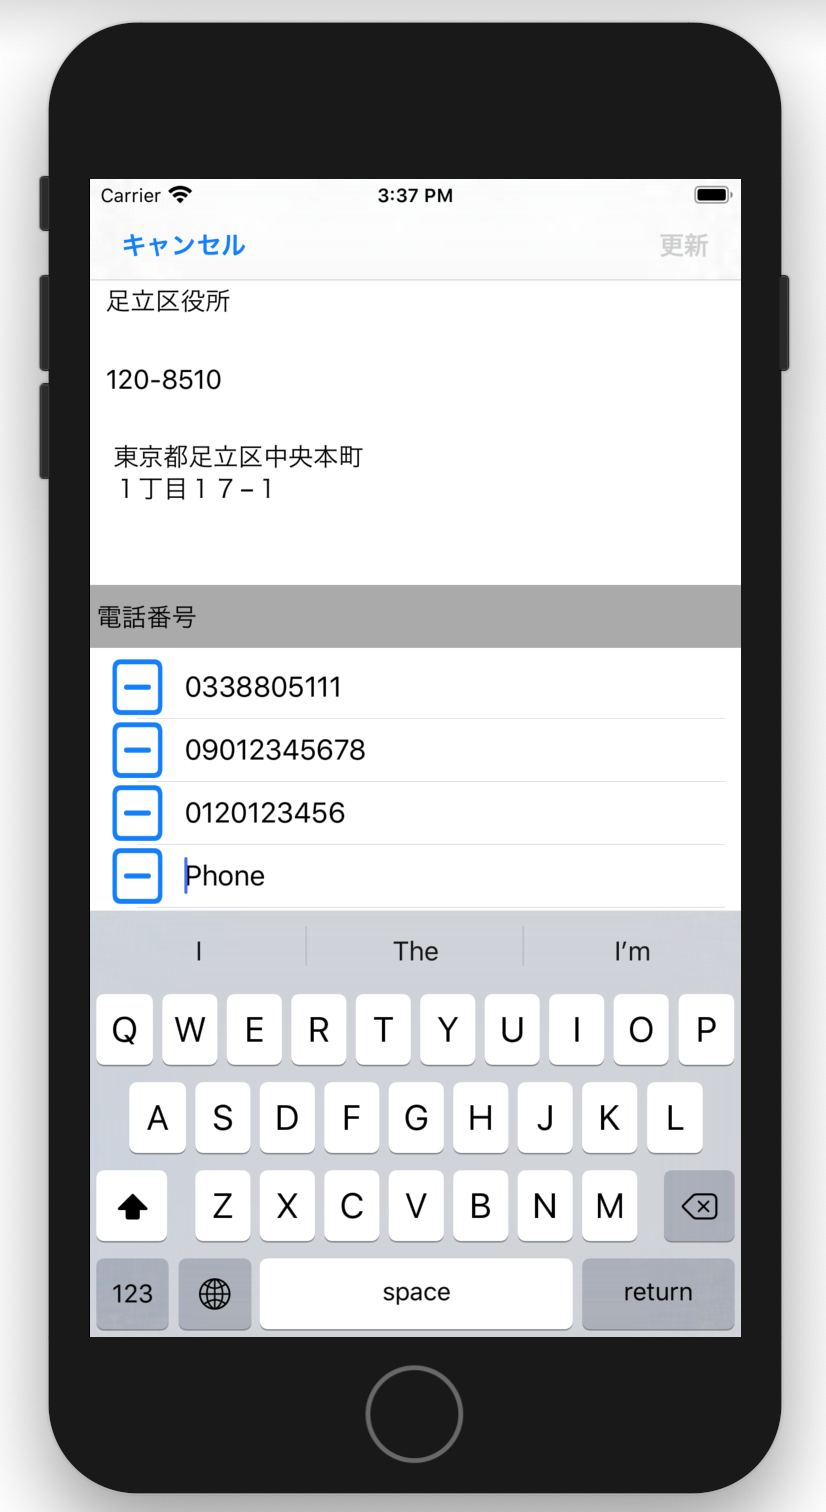 Carrier 3:37 PM
キャンセル 更新
足立区役所
120-8510
東京都足立区中央本町
１丁目１７−１
電話番号
0338805111
09012345678
0120123456
Phone
I The I’m
Q W E R T Y U I O P
A S D F G H J K L
Z X C V B N M
123 space return